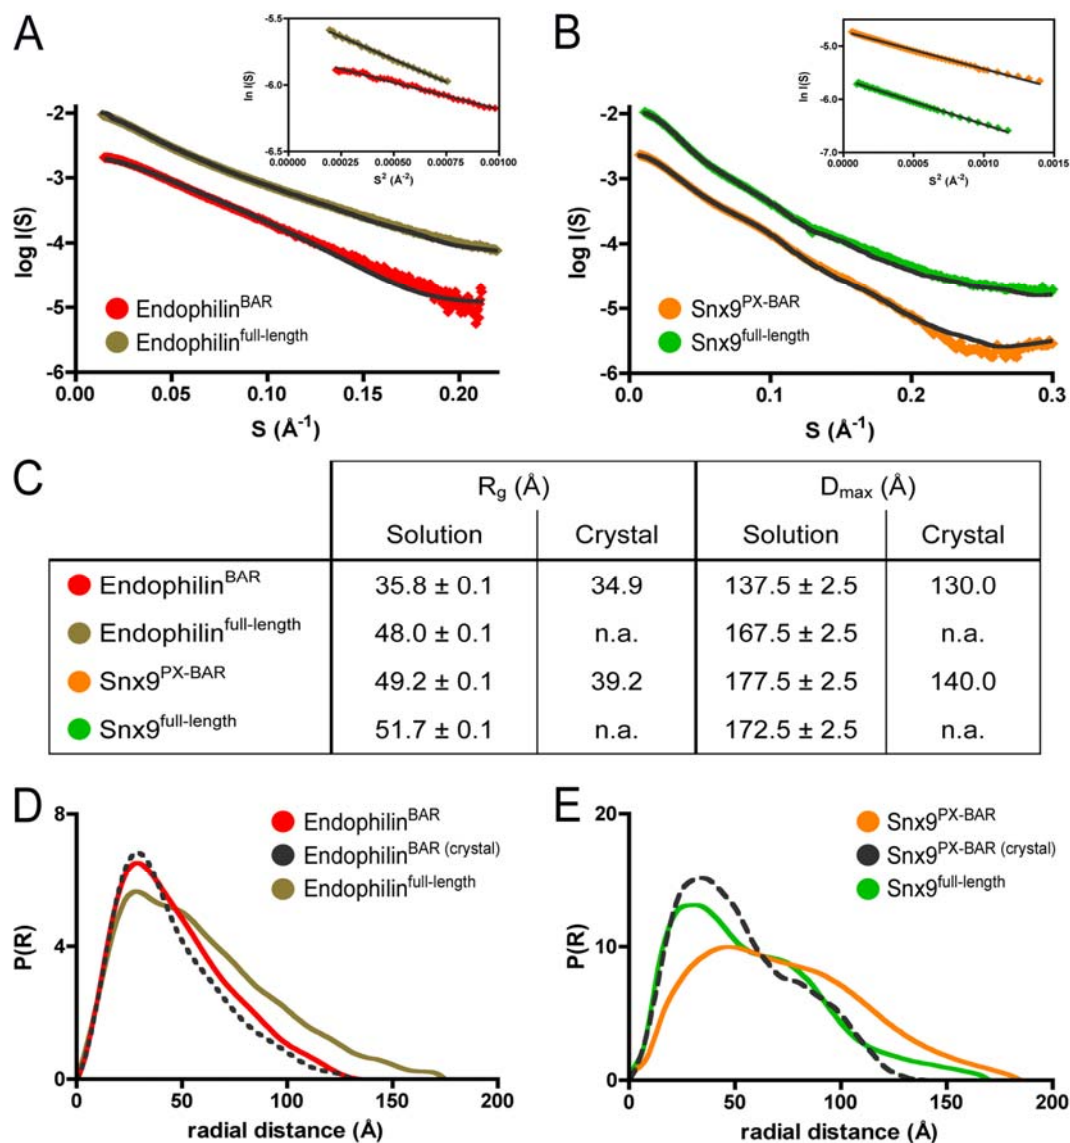 A
-5.5
-6.0
-6.5
ln I(S)
0.00000 0.00025 0.00050 0.00075 0.00100
S² (Å⁻²)
-2
-3
-4
-5
-6
log I(S)
0.00 0.05 0.10 0.15 0.20
S (Å⁻¹)
Endophilin^BAR
Endophilin^full-length
B
-5.0
-6.0
-7.0
ln I(S)
0.0000 0.0005 0.0010 0.0015
S² (Å⁻²)
-2
-3
-4
-5
-6
log I(S)
0.0 0.1 0.2 0.3
S (Å⁻¹)
Snx9^PX-BAR
Snx9^full-length
C
R_g (Å) D_max (Å)
Solution Crystal Solution Crystal
Endophilin^BAR 35.8 ± 0.1 34.9 137.5 ± 2.5 130.0
Endophilin^full-length 48.0 ± 0.1 n.a. 167.5 ± 2.5 n.a.
Snx9^PX-BAR 49.2 ± 0.1 39.2 177.5 ± 2.5 140.0
Snx9^full-length 51.7 ± 0.1 n.a. 172.5 ± 2.5 n.a.
D
8
4
0
P(R)
0 50 100 150 200
radial distance (Å)
Endophilin^BAR
Endophilin^BAR (crystal)
Endophilin^full-length
E
20
10
0
P(R)
0 50 100 150 200
radial distance (Å)
Snx9^PX-BAR
Snx9^PX-BAR (crystal)
Snx9^full-length